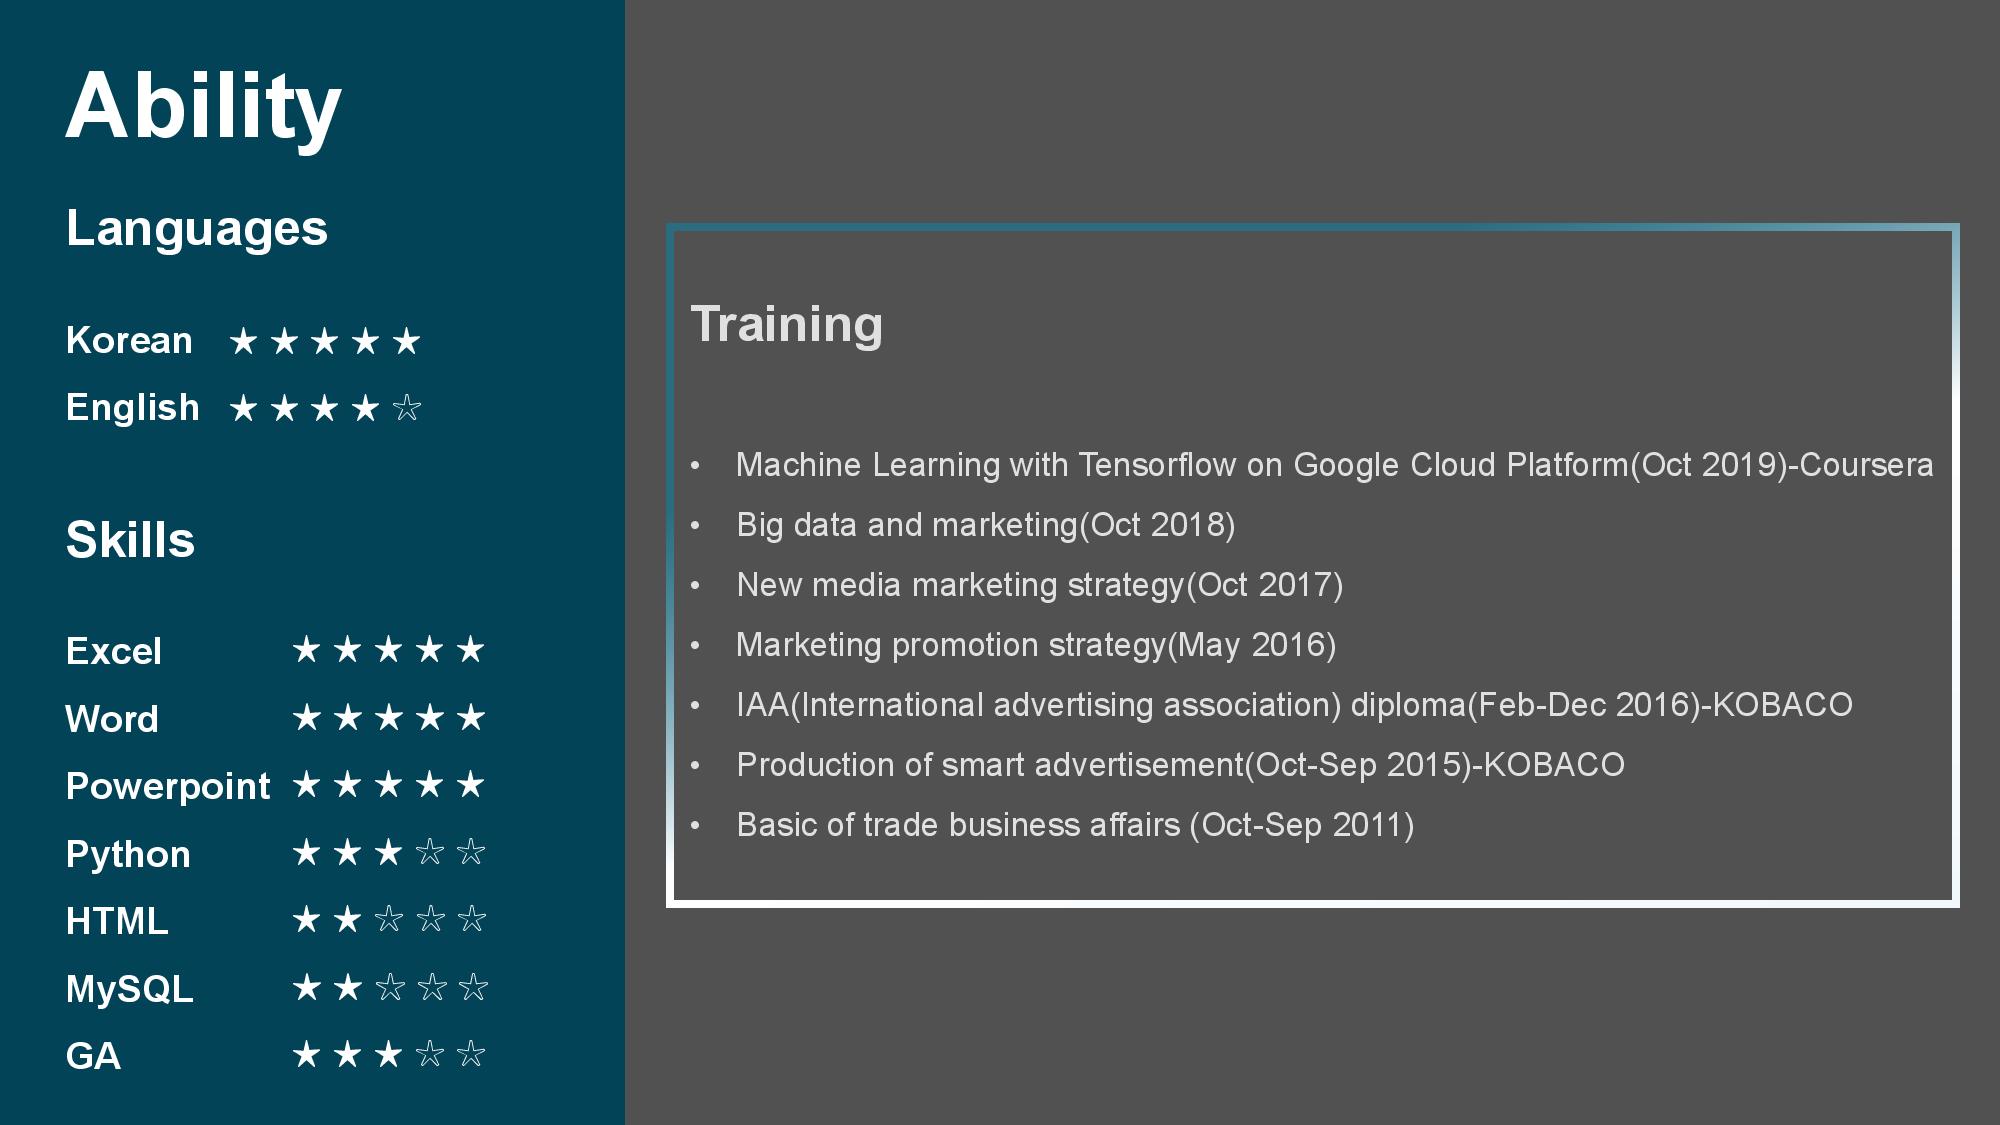 Ability
Languages
Korean ★ ★ ★ ★ ★
English ★ ★ ★ ★ ☆
Skills
Excel ★ ★ ★ ★ ★
Word ★ ★ ★ ★ ★
Powerpoint ★ ★ ★ ★ ★
Python ★ ★ ★ ☆ ☆
HTML ★ ★ ☆ ☆ ☆
MySQL ★ ★ ☆ ☆ ☆
GA ★ ★ ★ ☆ ☆
Training
• Machine Learning with Tensorflow on Google Cloud Platform(Oct 2019)-Coursera
• Big data and marketing(Oct 2018)
• New media marketing strategy(Oct 2017)
• Marketing promotion strategy(May 2016)
• IAA(International advertising association) diploma(Feb-Dec 2016)-KOBACO
• Production of smart advertisement(Oct-Sep 2015)-KOBACO
• Basic of trade business affairs (Oct-Sep 2011)